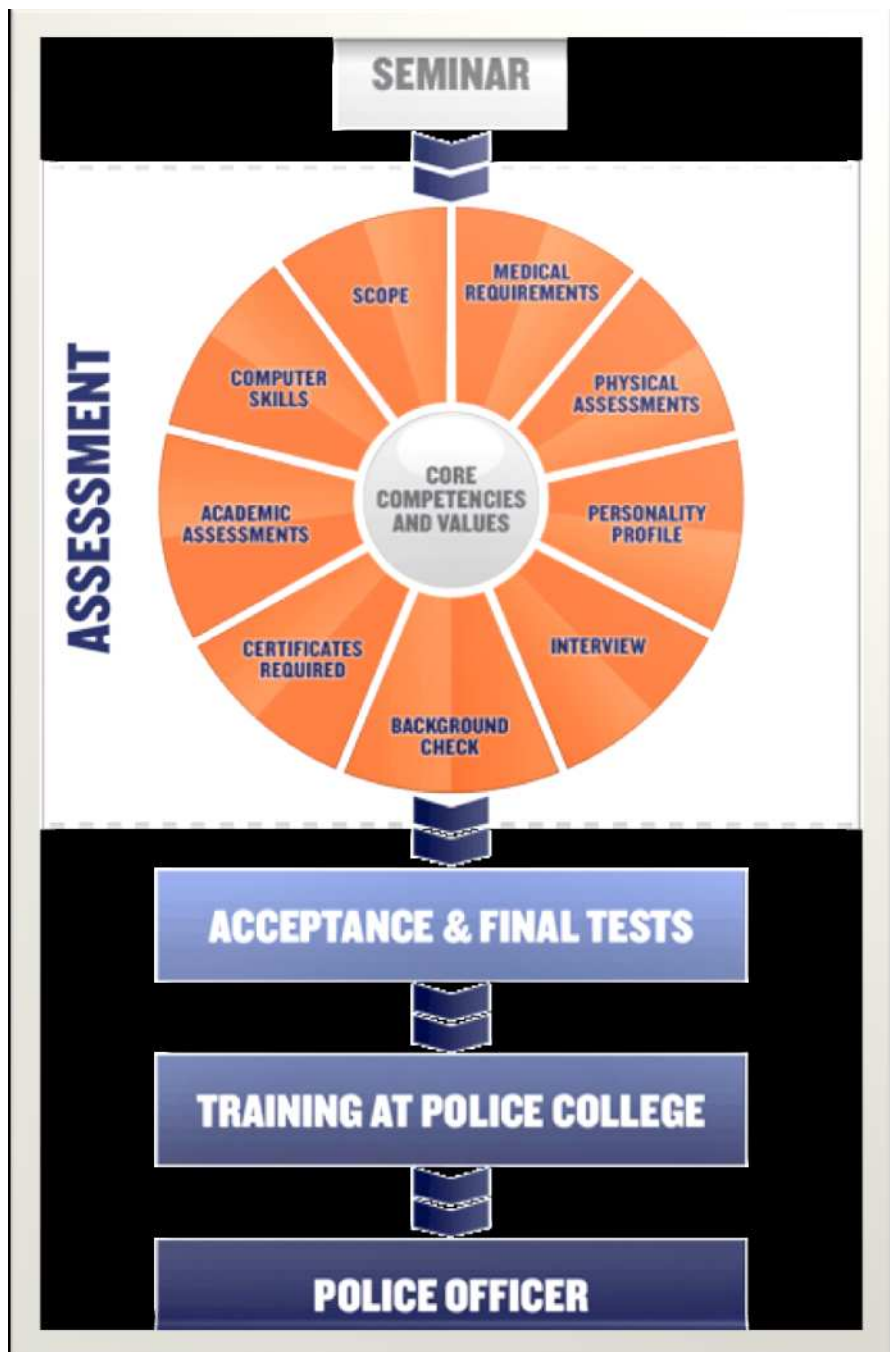 SEMINAR
ASSESSMENT
SCOPE
MEDICAL
REQUIREMENTS
COMPUTER
SKILLS
PHYSICAL
ASSESSMENTS
CORE
COMPETENCIES
AND VALUES
ACADEMIC
ASSESSMENTS
PERSONALITY
PROFILE
CERTIFICATES
REQUIRED
INTERVIEW
BACKGROUND
CHECK
ACCEPTANCE & FINAL TESTS
TRAINING AT POLICE COLLEGE
POLICE OFFICER